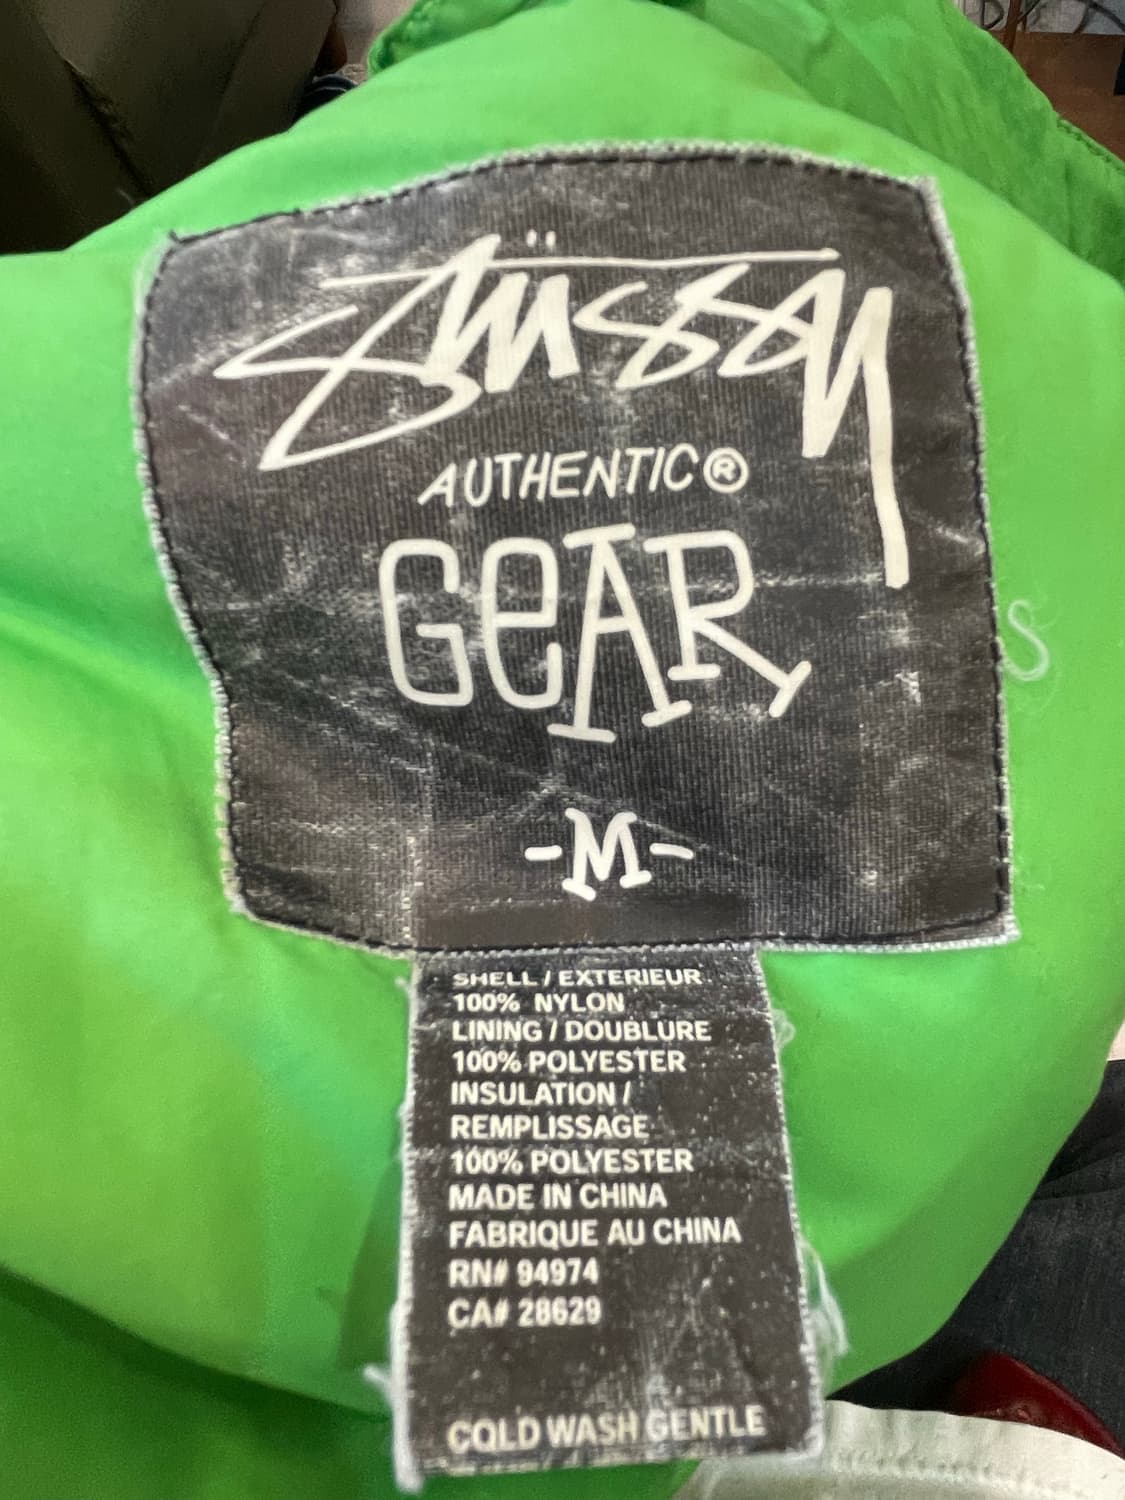 Stüssy
AUTHENTIC®
GeAR
-M-
SHELL / EXTERIEUR
100% NYLON
LINING / DOUBLURE
100% POLYESTER
INSULATION /
REMPLISSAGE
100% POLYESTER
MADE IN CHINA
FABRIQUE AU CHINA
RN# 94974
CA# 28629
COLD WASH GENTLE